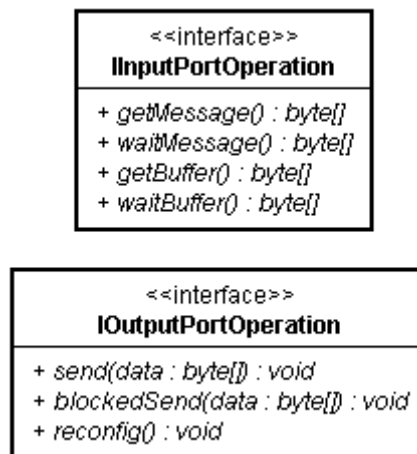 <<interface>>
IInputPortOperation
+ getMessage() : byte[]
+ waitMessage() : byte[]
+ getBuffer() : byte[]
+ waitBuffer() : byte[]
<<interface>>
IOutputPortOperation
+ send(data : byte[]) : void
+ blockedSend(data : byte[]) : void
+ reconfig() : void